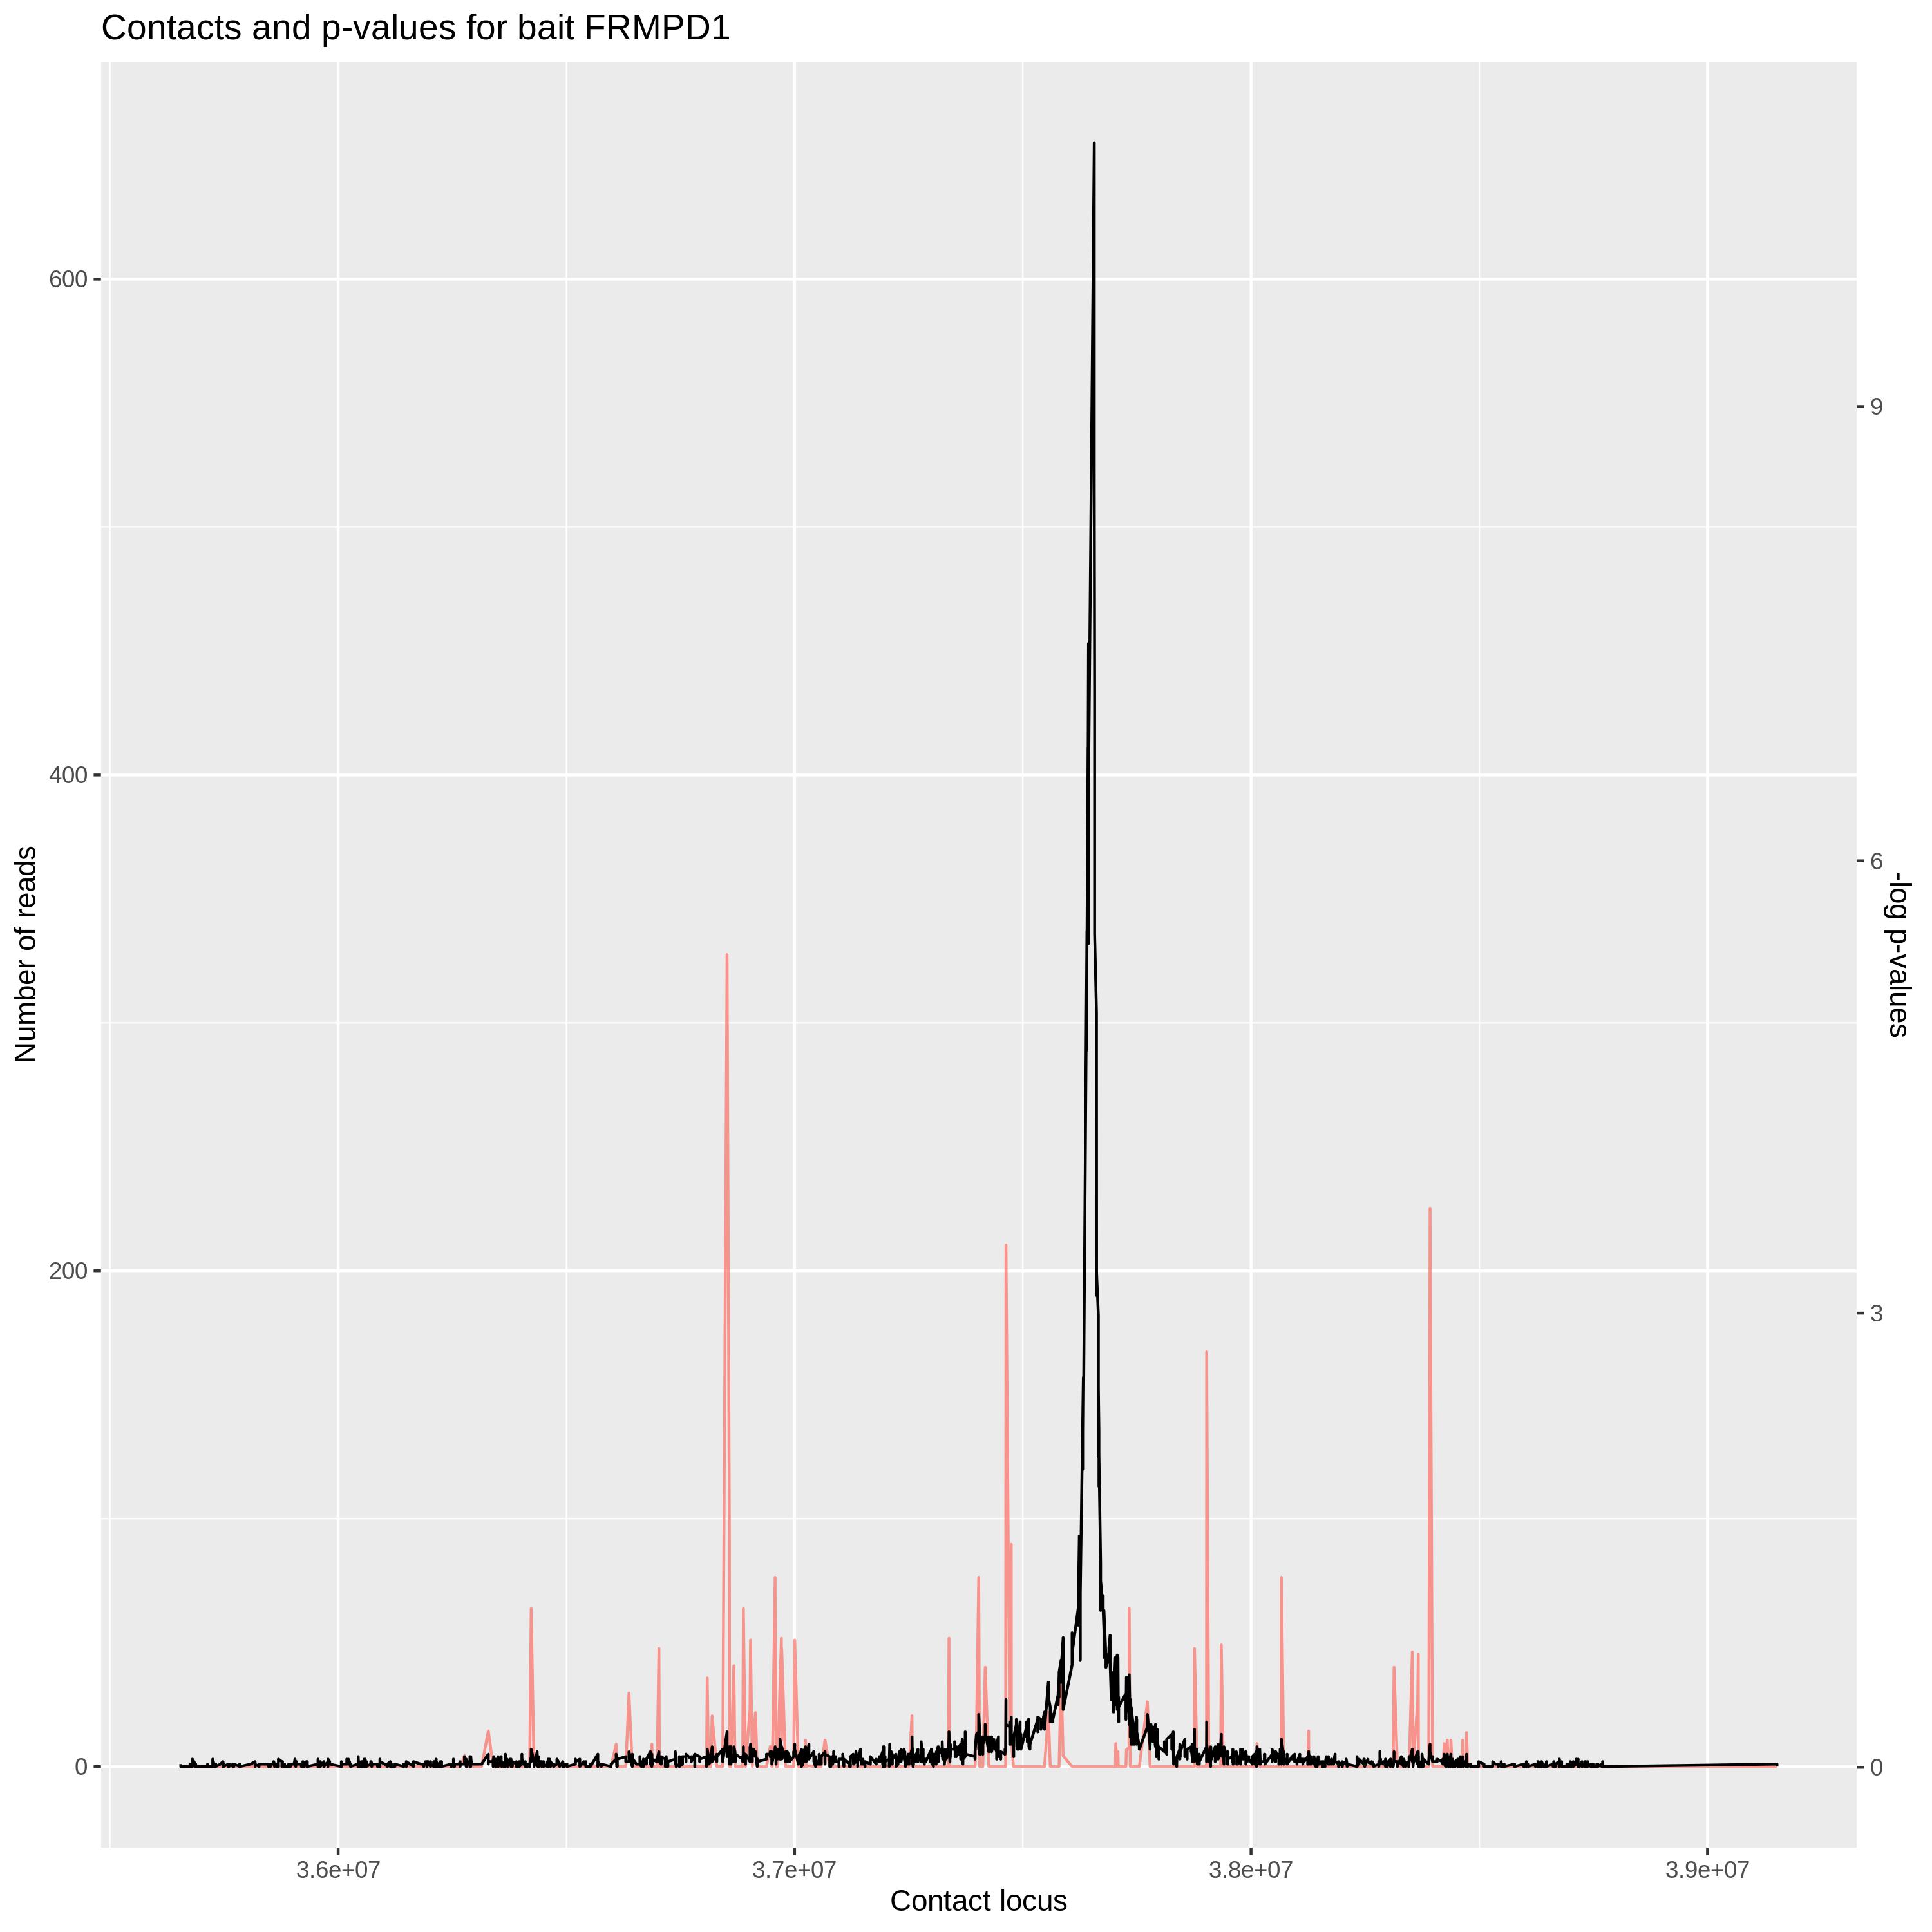 Contacts and p-values for bait FRMPD1
600
400
200
0
Number of reads
9
6
3
0
-log p-values
3.6e+07
3.7e+07
3.8e+07
3.9e+07
Contact locus